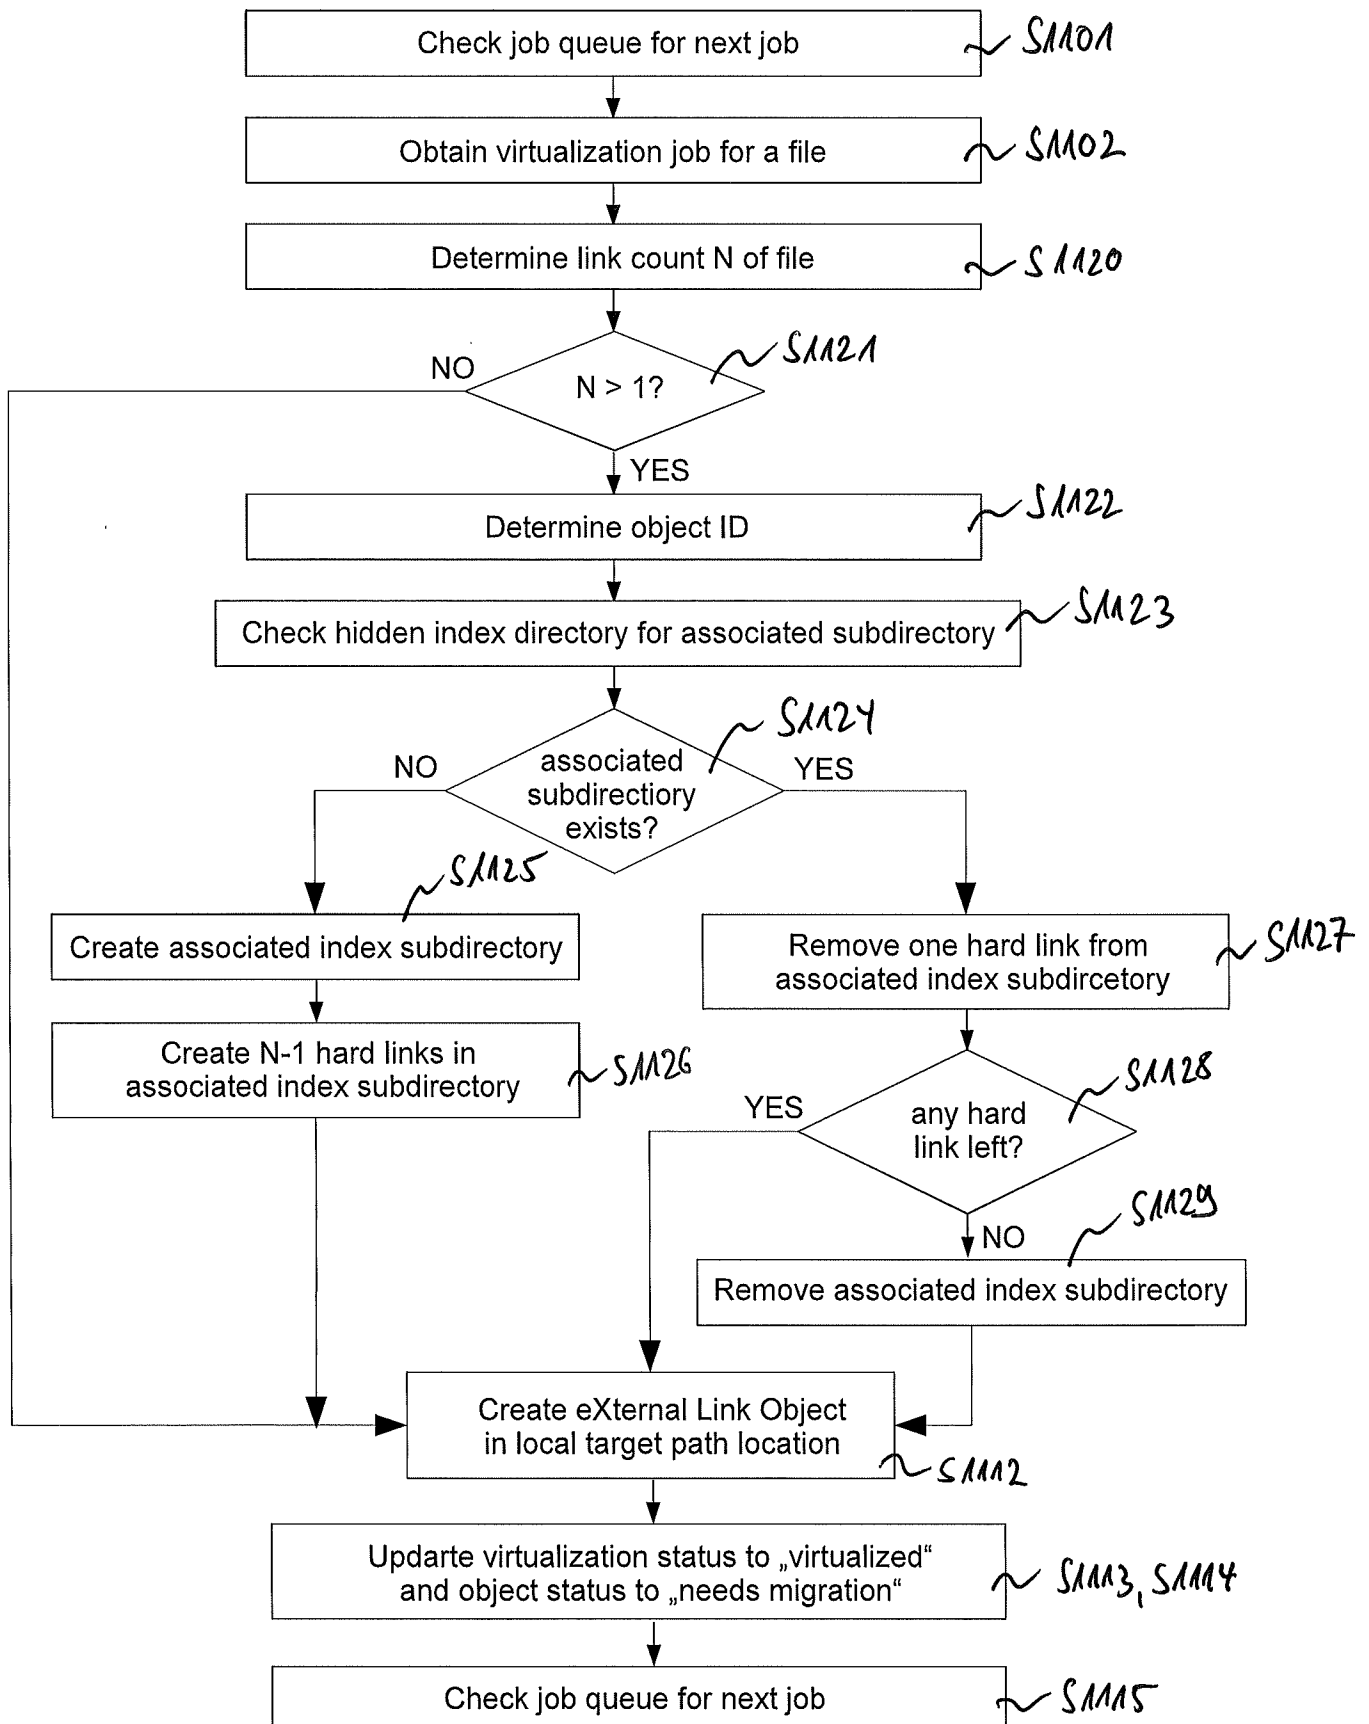 Check job queue for next job
S1101
Obtain virtualization job for a file
S1102
Determine link count N of file
S1120
S1121
NO
N > 1?
YES
S1122
Determine object ID
S1123
Check hidden index directory for associated subdirectory
S1124
NO
associated
subdirectiory
exists?
YES
S1125
Create associated index subdirectory
Remove one hard link from
associated index subdircetory
S1127
Create N-1 hard links in
associated index subdirectory
S1126
S1128
YES
any hard
link left?
S1129
NO
Remove associated index subdirectory
Create eXternal Link Object
in local target path location
S1112
Updarte virtualization status to „virtualized“
and object status to „needs migration“
S1113, S1114
Check job queue for next job
S1115